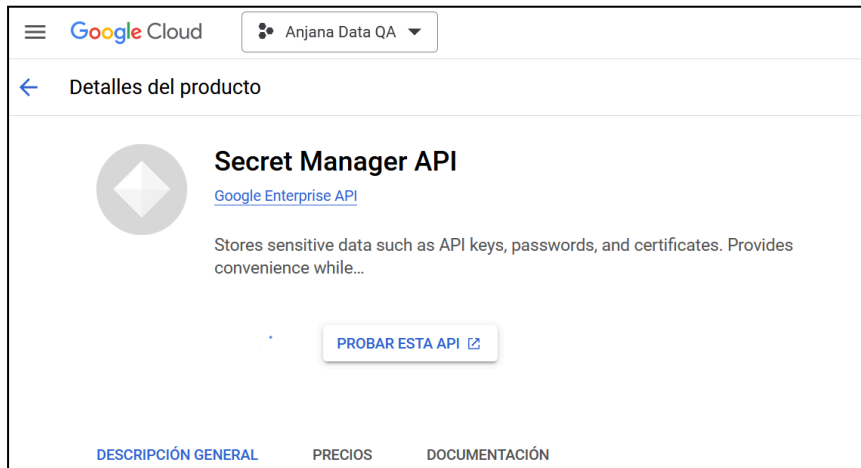 Google Cloud
Anjana Data QA
Detalles del producto
Secret Manager API
Google Enterprise API
Stores sensitive data such as API keys, passwords, and certificates. Provides
convenience while…
PROBAR ESTA API
DESCRIPCIÓN GENERAL PRECIOS DOCUMENTACIÓN